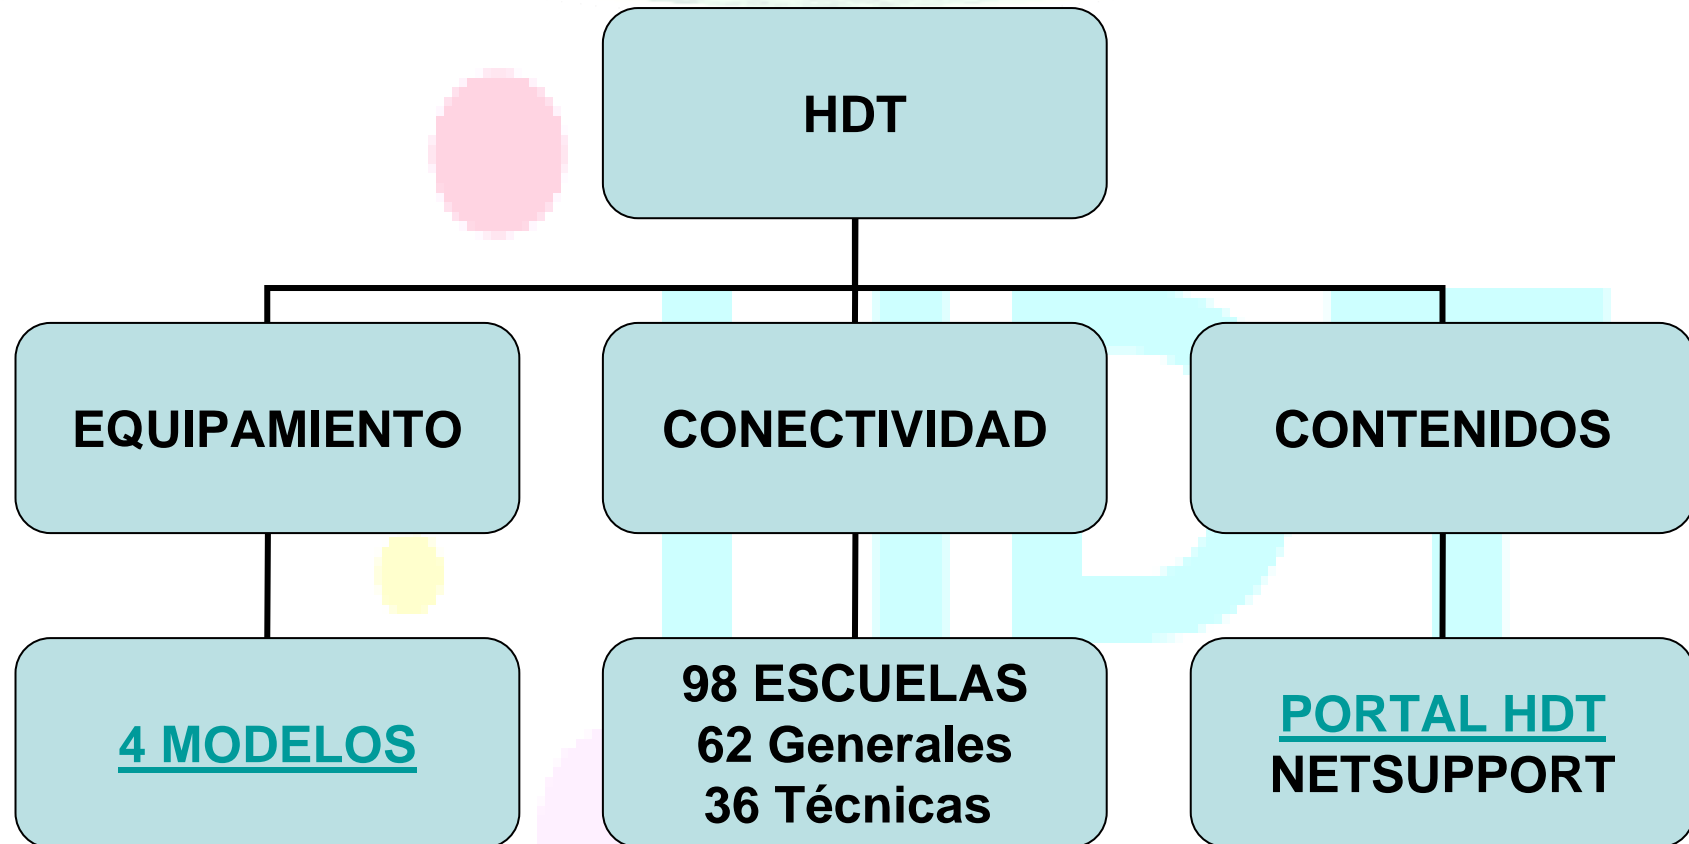 HDT
EQUIPAMIENTO
CONECTIVIDAD
CONTENIDOS
4 MODELOS
98 ESCUELAS
62 Generales
36 Técnicas
PORTAL HDT
NETSUPPORT